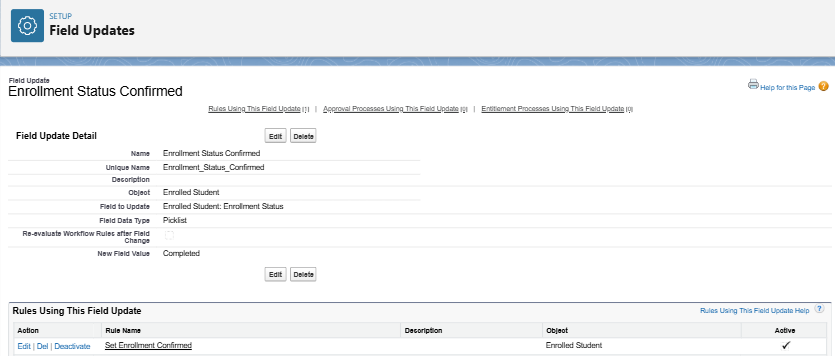 SETUP
Field Updates
Field Update
Enrollment Status Confirmed
Help for this Page
Rules Using This Field Update [1] | Approval Processes Using This Field Update [0] | Entitlement Processes Using This Field Update [0]
Field Update Detail
Edit Delete
Name Enrollment Status Confirmed
Unique Name Enrollment_Status_Confirmed
Description
Object Enrolled Student
Field to Update Enrolled Student: Enrollment Status
Field Data Type Picklist
Re-evaluate Workflow Rules after Field
Change
New Field Value Completed
Edit Delete
Rules Using This Field Update
Rules Using This Field Update Help ?
Action Rule Name Description Object Active
Edit | Del | Deactivate Set Enrollment Confirmed Enrolled Student ✓